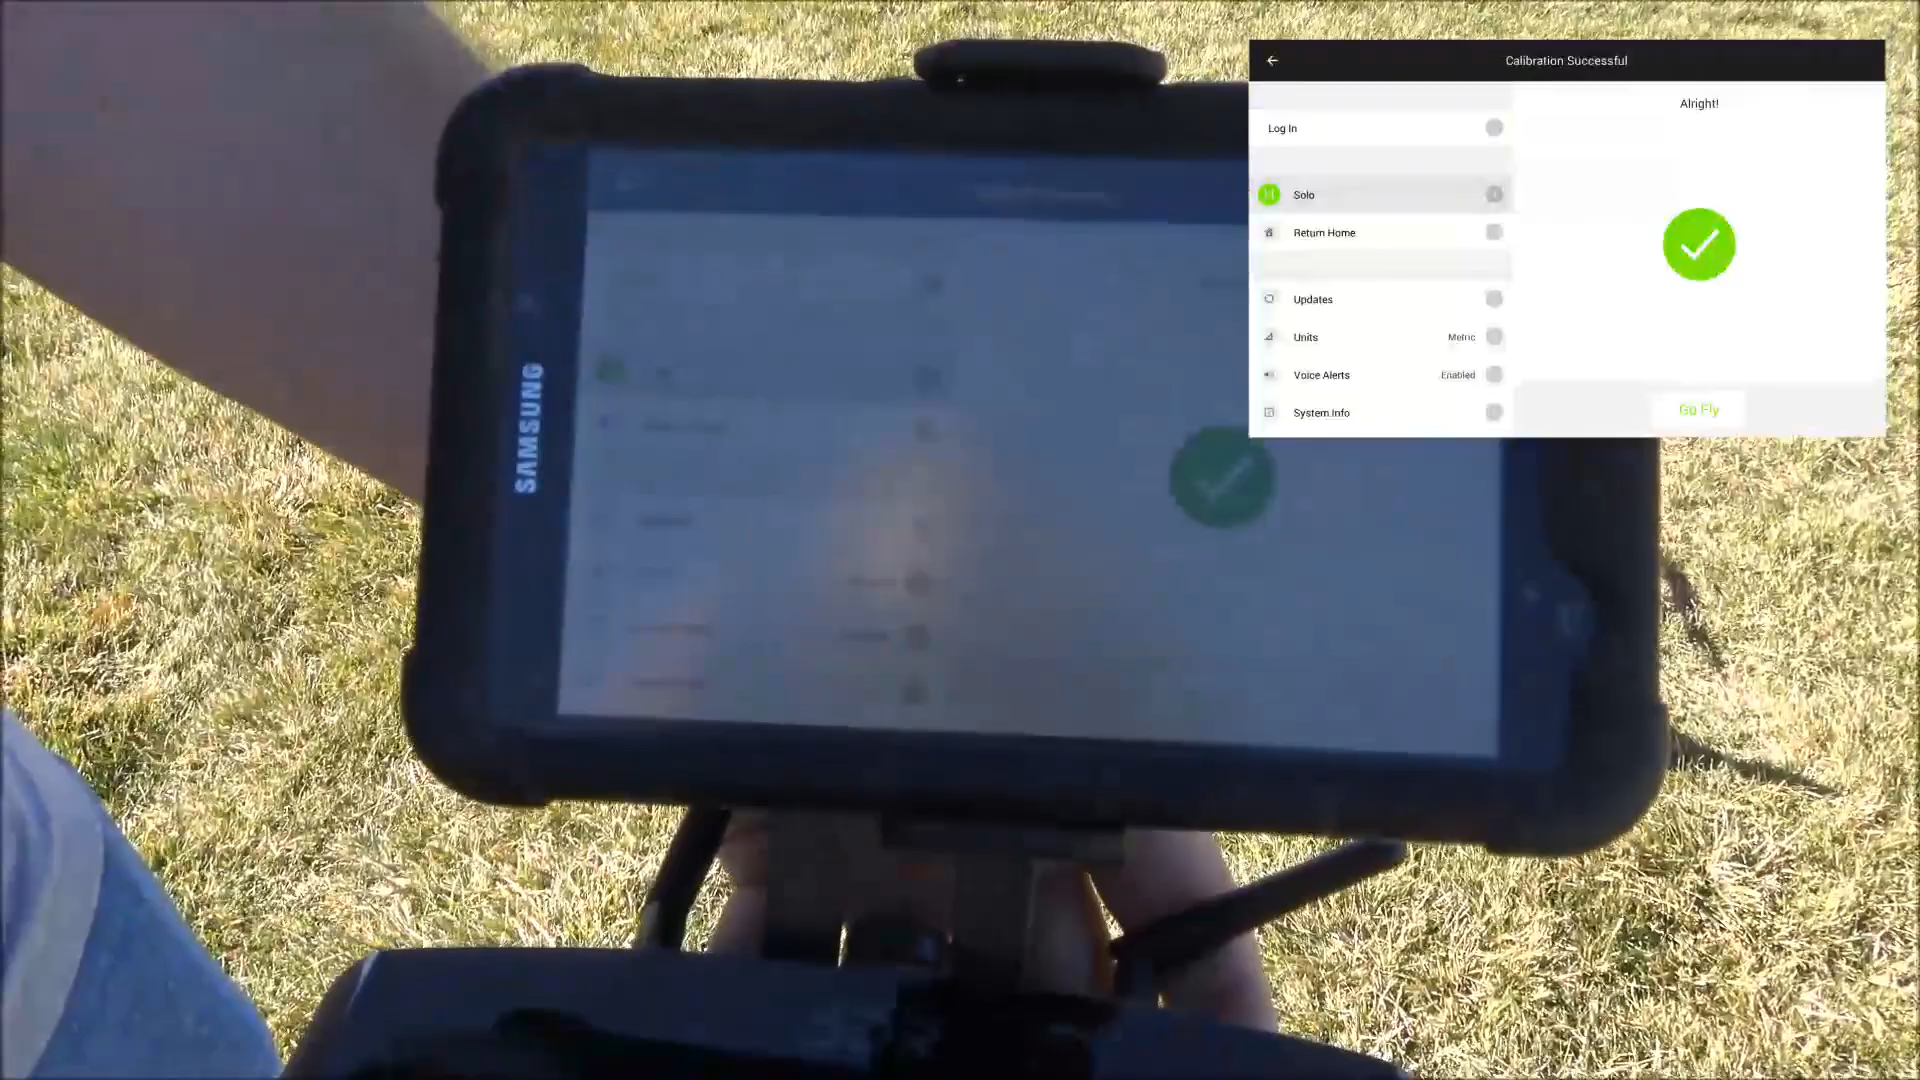 SAMSUNG
Calibration Successful
Log In
Solo
Return Home
Updates
Units Metric
Voice Alerts Enabled
System Info
Alright!
Go Fly